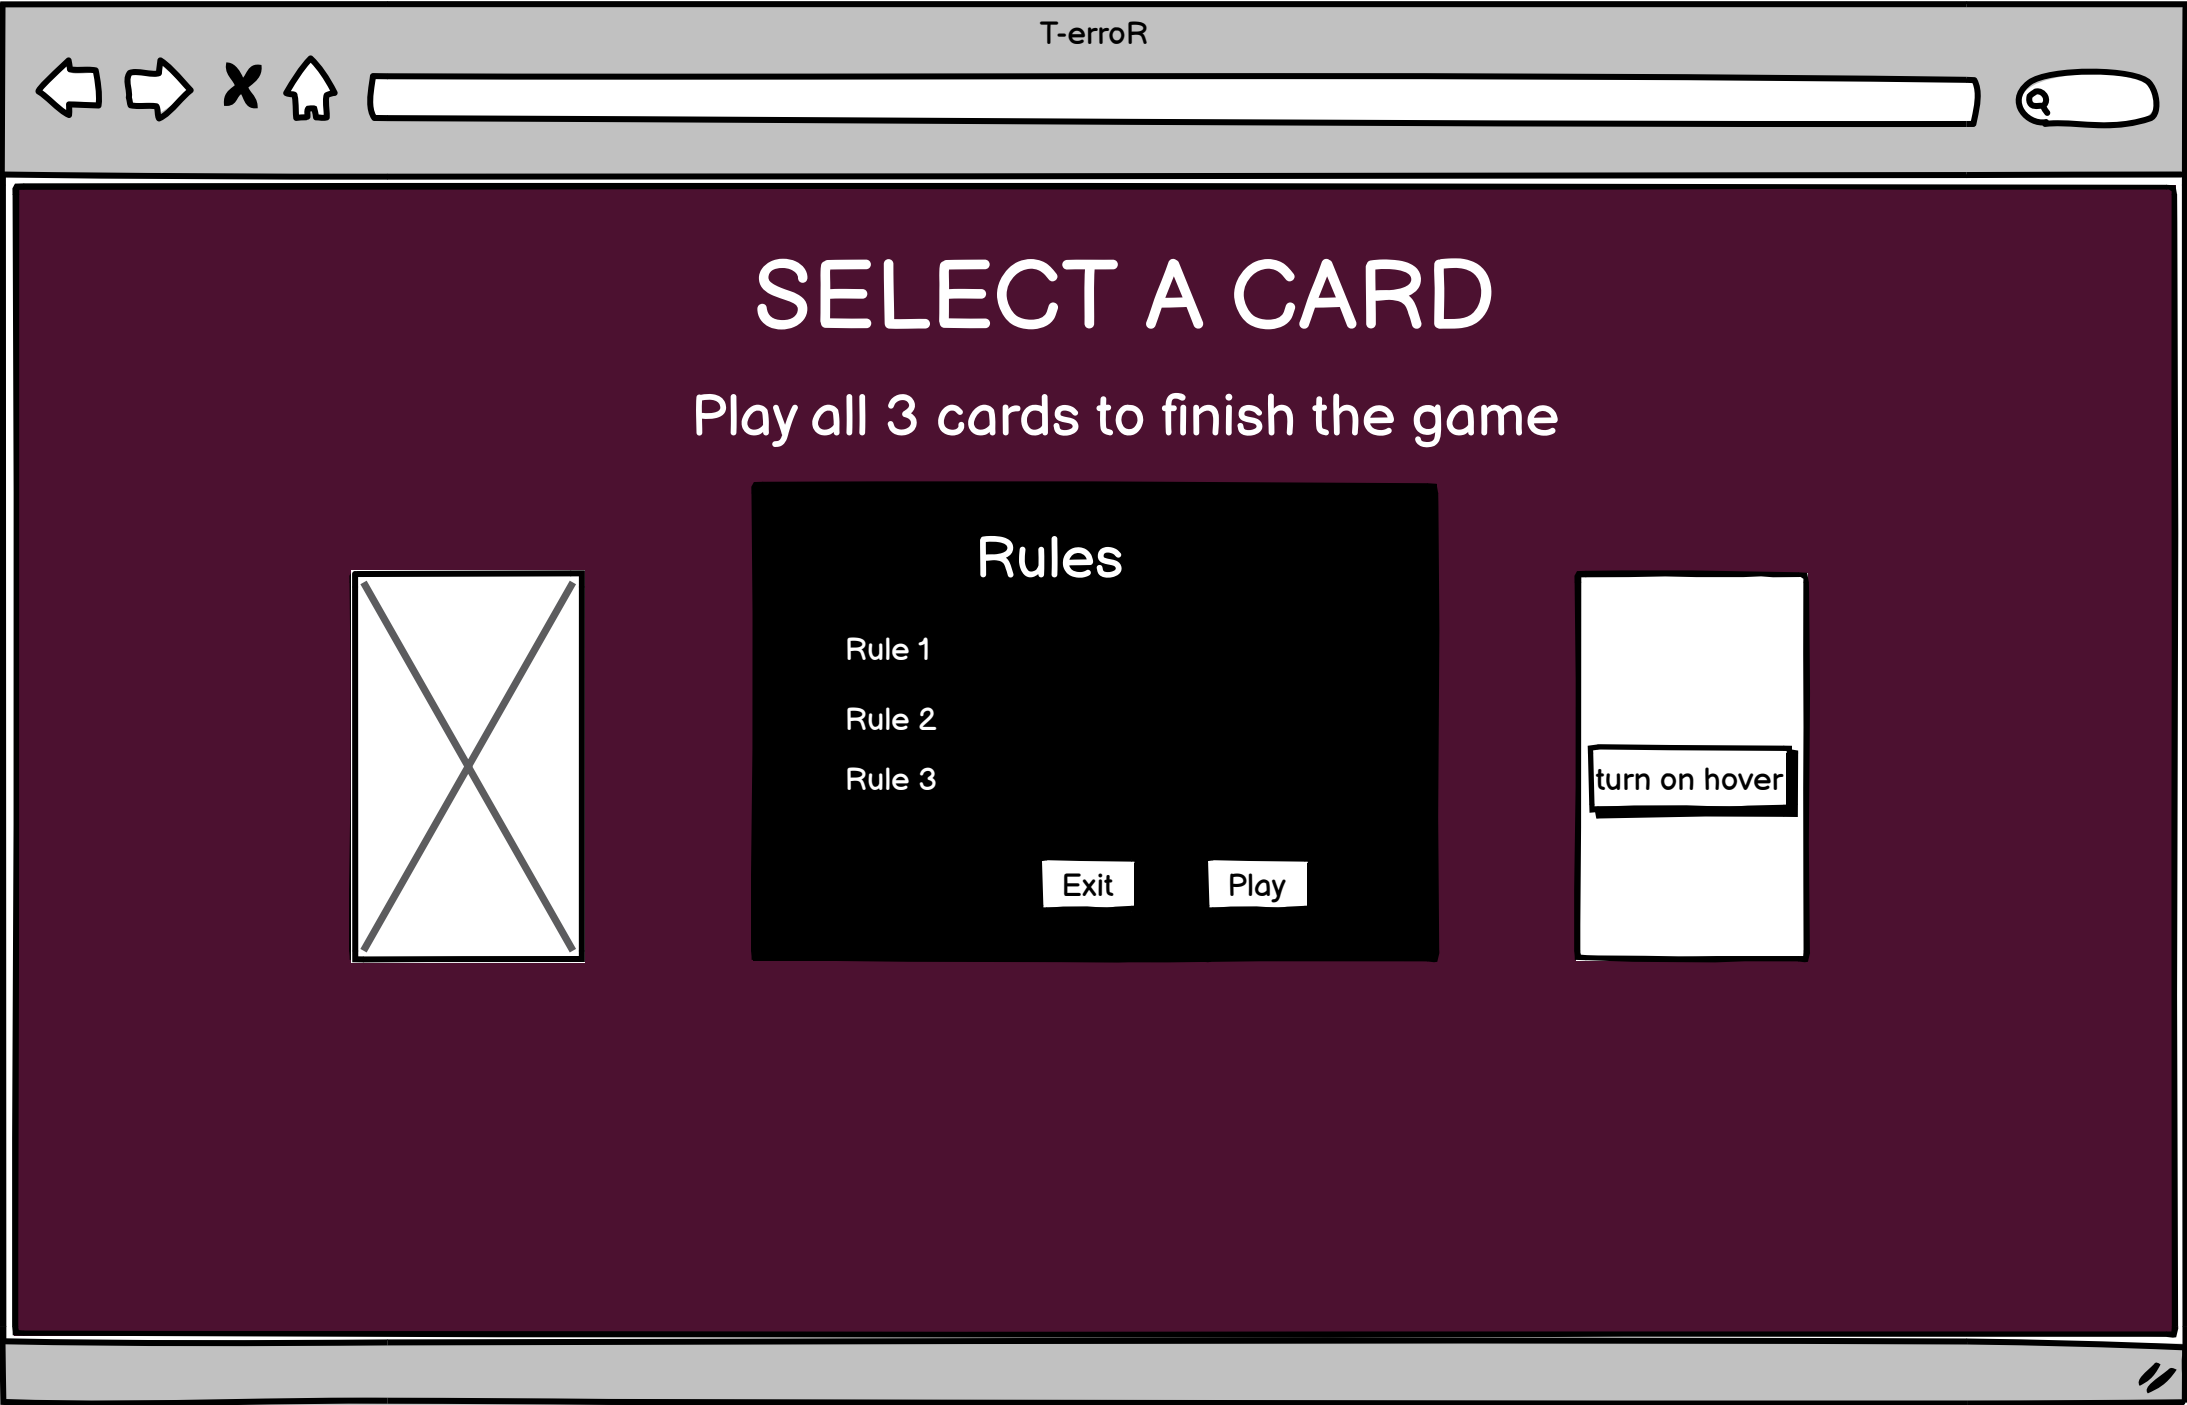 T-erroR
SELECT A CARD
Play all 3 cards to finish the game
Rules
Rule 1
Rule 2
Rule 3
turn on hover
Exit
Play